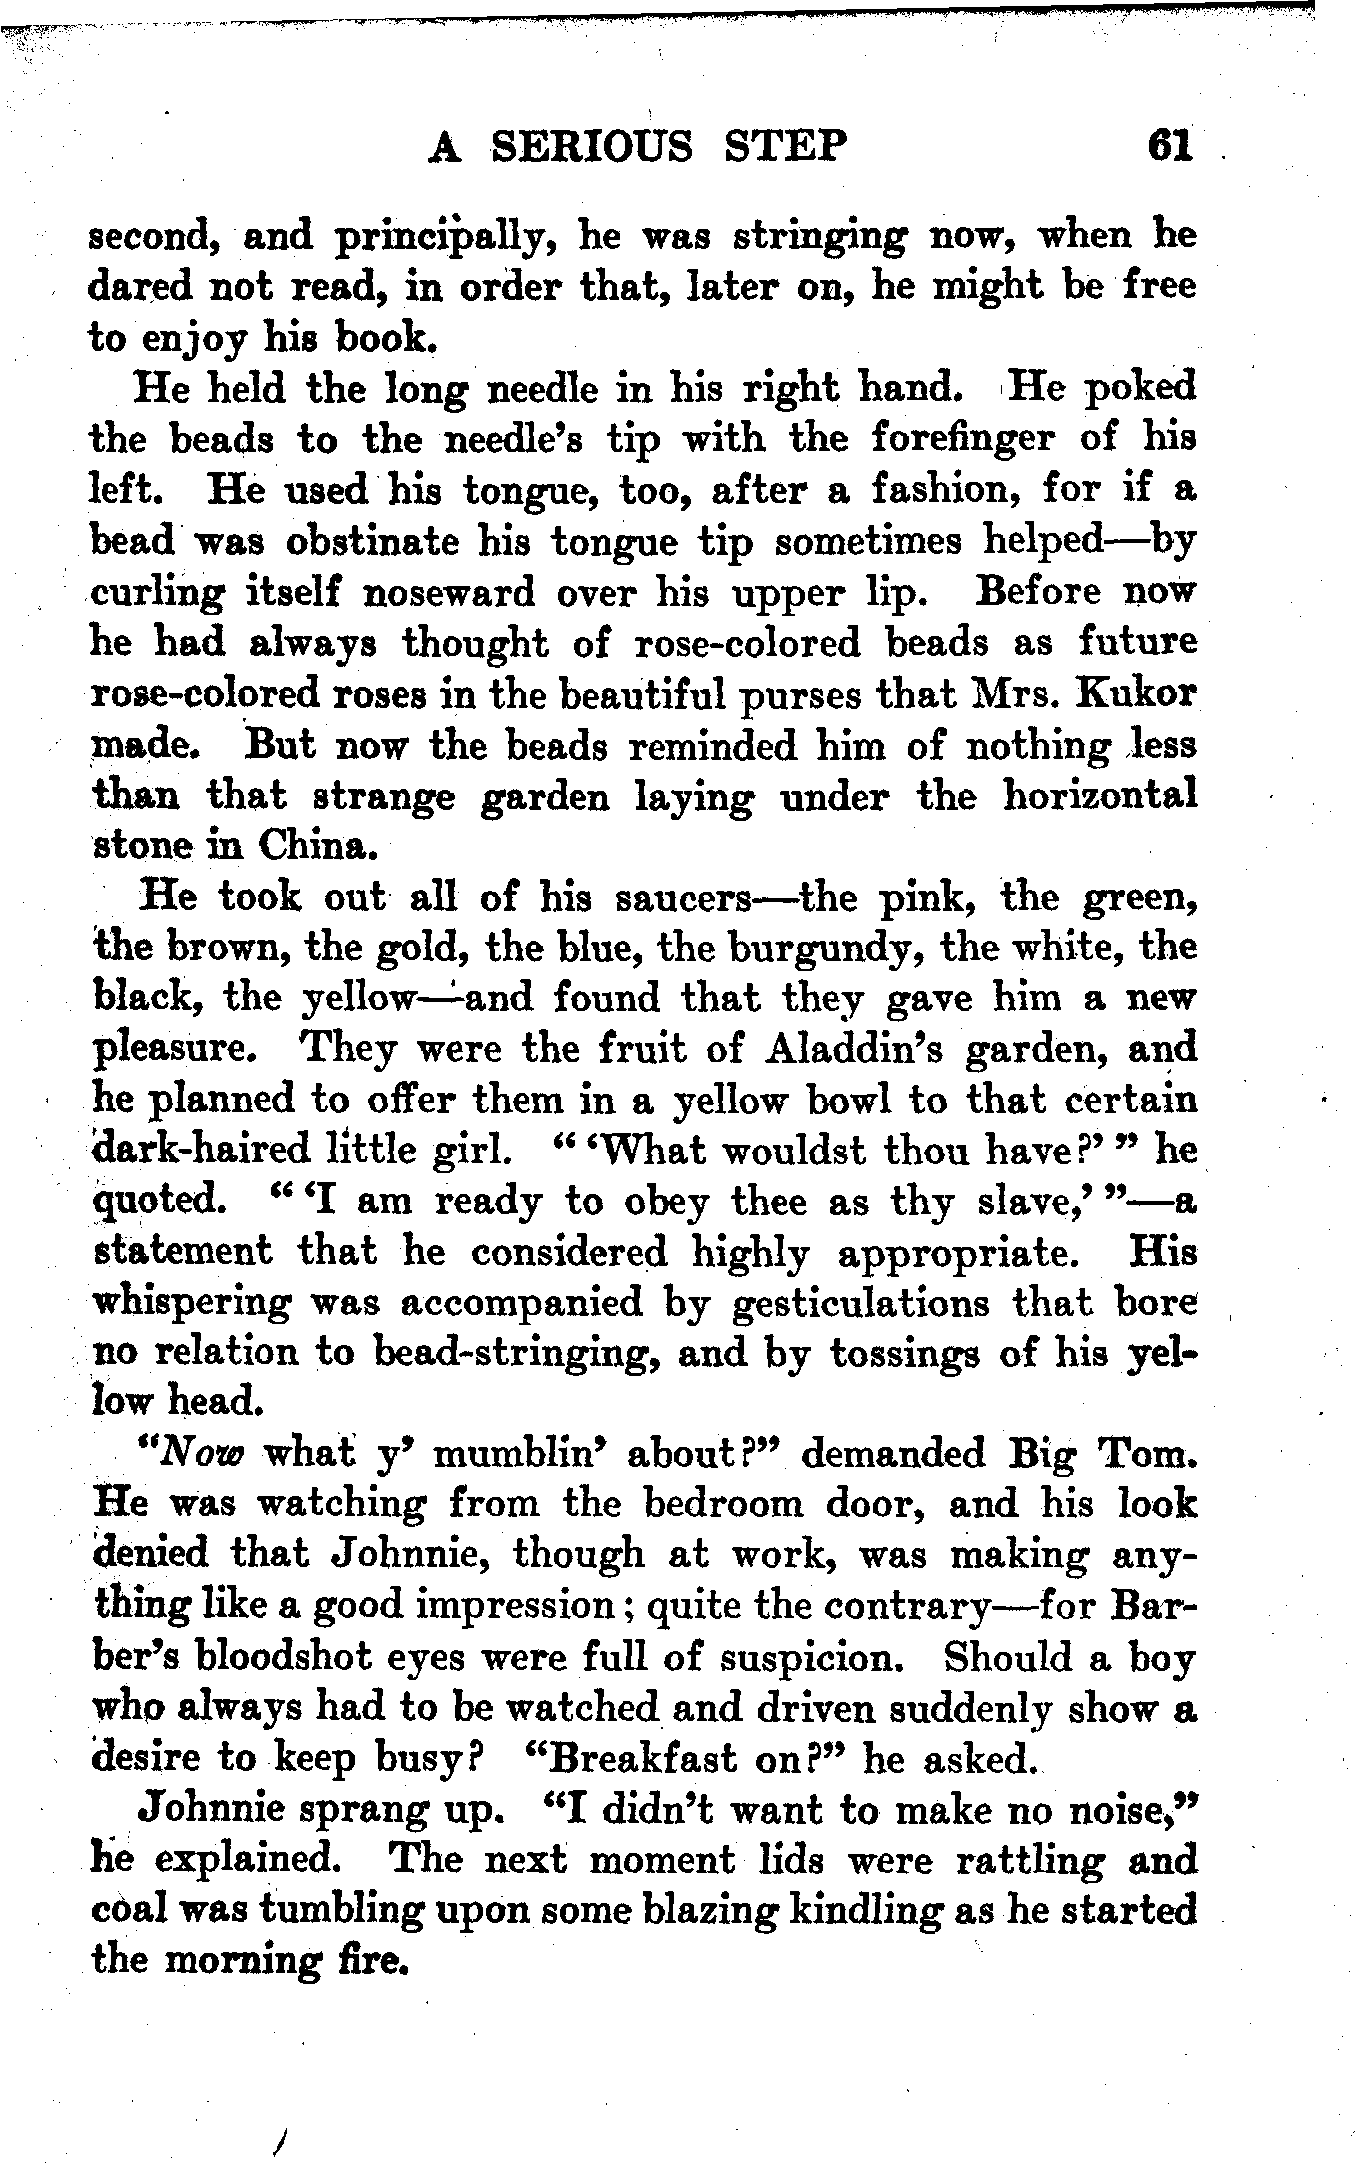 A SERIOUS STEP 61
second, and principally, he was stringing now, when he
dared not read, in order that, later on, he might be free
to enjoy his book.
He held the long needle in his right hand. He poked
the beads to the needle's tip with the forefinger of his
left. He used his tongue, too, after a fashion, for if a
bead was obstinate his tongue tip sometimes helped—by
curling itself noseward over his upper lip. Before now
he had always thought of rose-colored beads as future
rose-colored roses in the beautiful purses that Mrs. Kukor
made. But now the beads reminded him of nothing less
than that strange garden laying under the horizontal
stone in China.
He took out all of his saucers—the pink, the green,
the brown, the gold, the blue, the burgundy, the white, the
black, the yellow—and found that they gave him a new
pleasure. They were the fruit of Aladdin's garden, and
he planned to offer them in a yellow bowl to that certain
dark-haired little girl. “ ‘What wouldst thou have?’ ” he
quoted. “ ‘I am ready to obey thee as thy slave,’ ”—a
statement that he considered highly appropriate. His
whispering was accompanied by gesticulations that bore
no relation to bead-stringing, and by tossings of his yel-
low head.
“Now what y’ mumblin’ about?” demanded Big Tom.
He was watching from the bedroom door, and his look
denied that Johnnie, though at work, was making any-
thing like a good impression; quite the contrary—for Bar-
ber's bloodshot eyes were full of suspicion. Should a boy
who always had to be watched and driven suddenly show a
desire to keep busy? “Breakfast on?” he asked.
Johnnie sprang up. “I didn't want to make no noise,”
he explained. The next moment lids were rattling and
coal was tumbling upon some blazing kindling as he started
the morning fire.